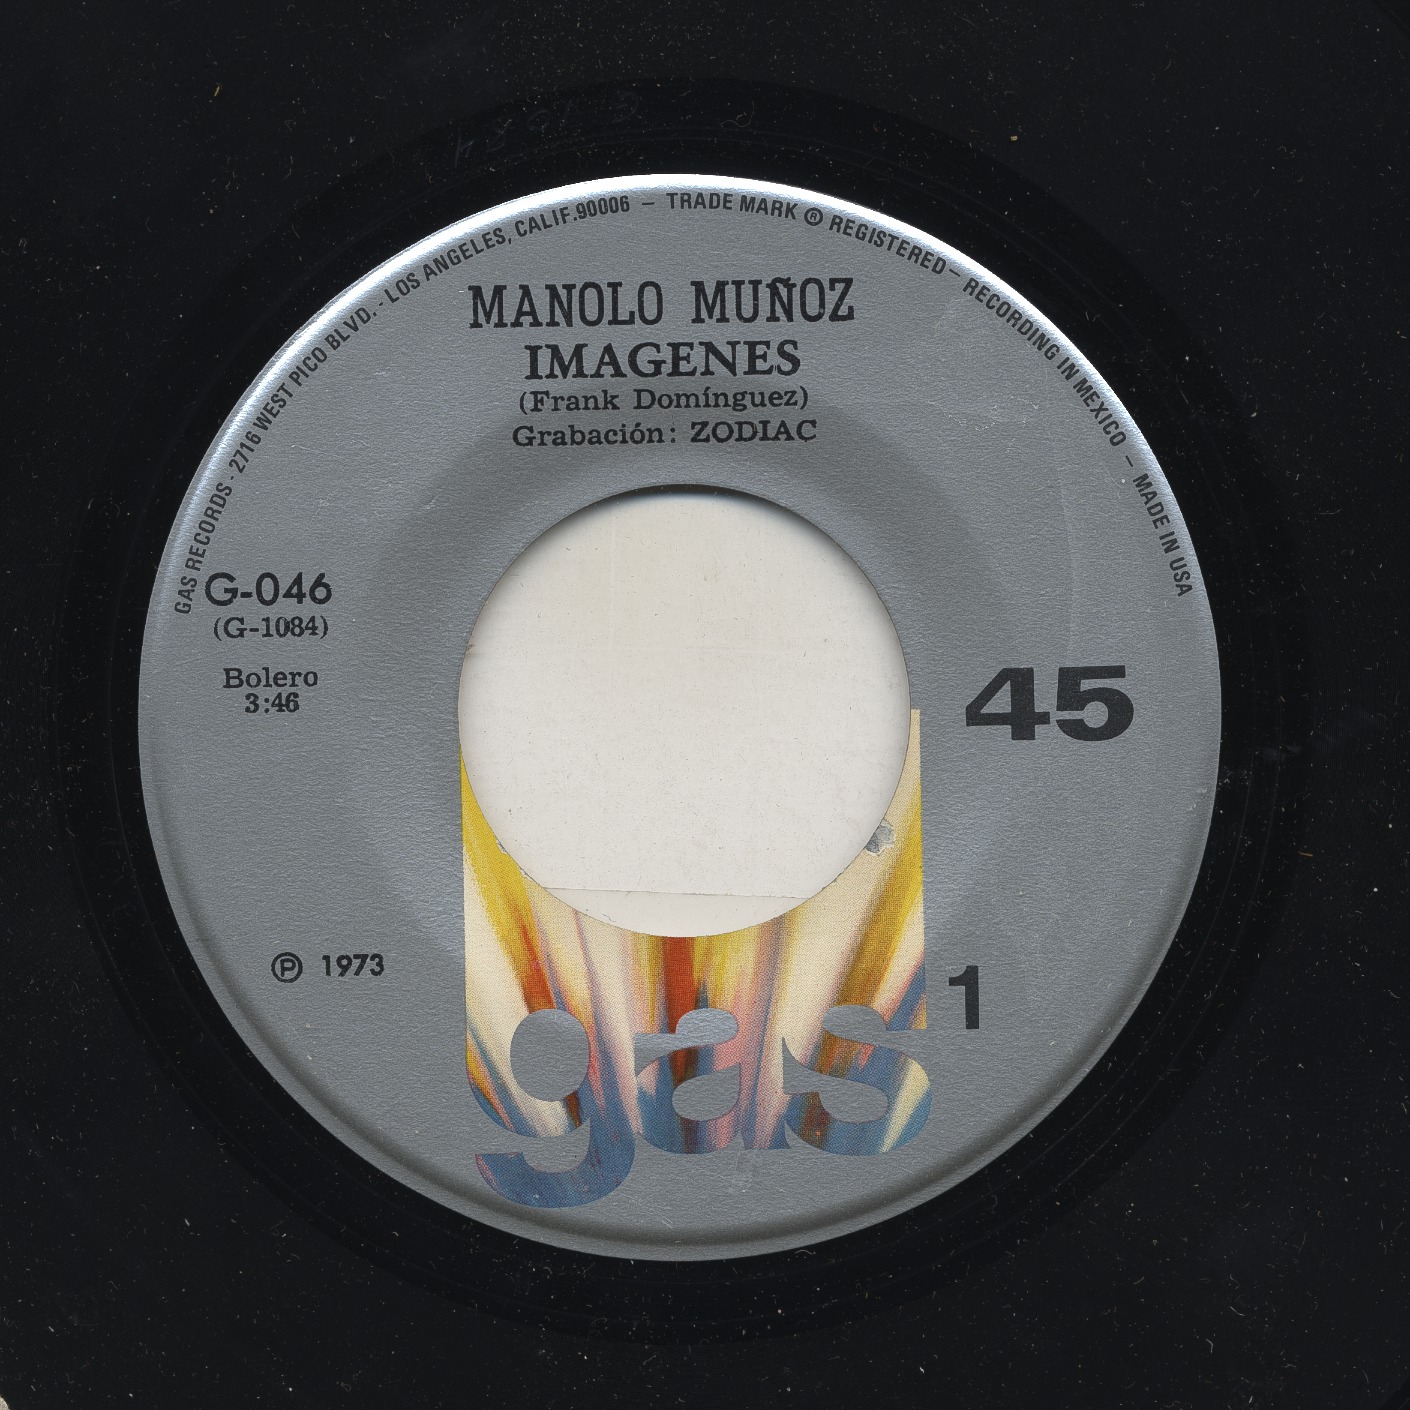 GAS RECORDS - 2716 WEST PICO BLVD. - LOS ANGELES, CALIF. 90006 — TRADE MARK ® REGISTERED — RECORDING IN MEXICO — MADE IN USA
MANOLO MUÑOZ
IMAGENES
(Frank Domínguez)
Grabación: ZODIAC
G-046
(G-1084)
Bolero
3:46
45
℗ 1973
1
gas